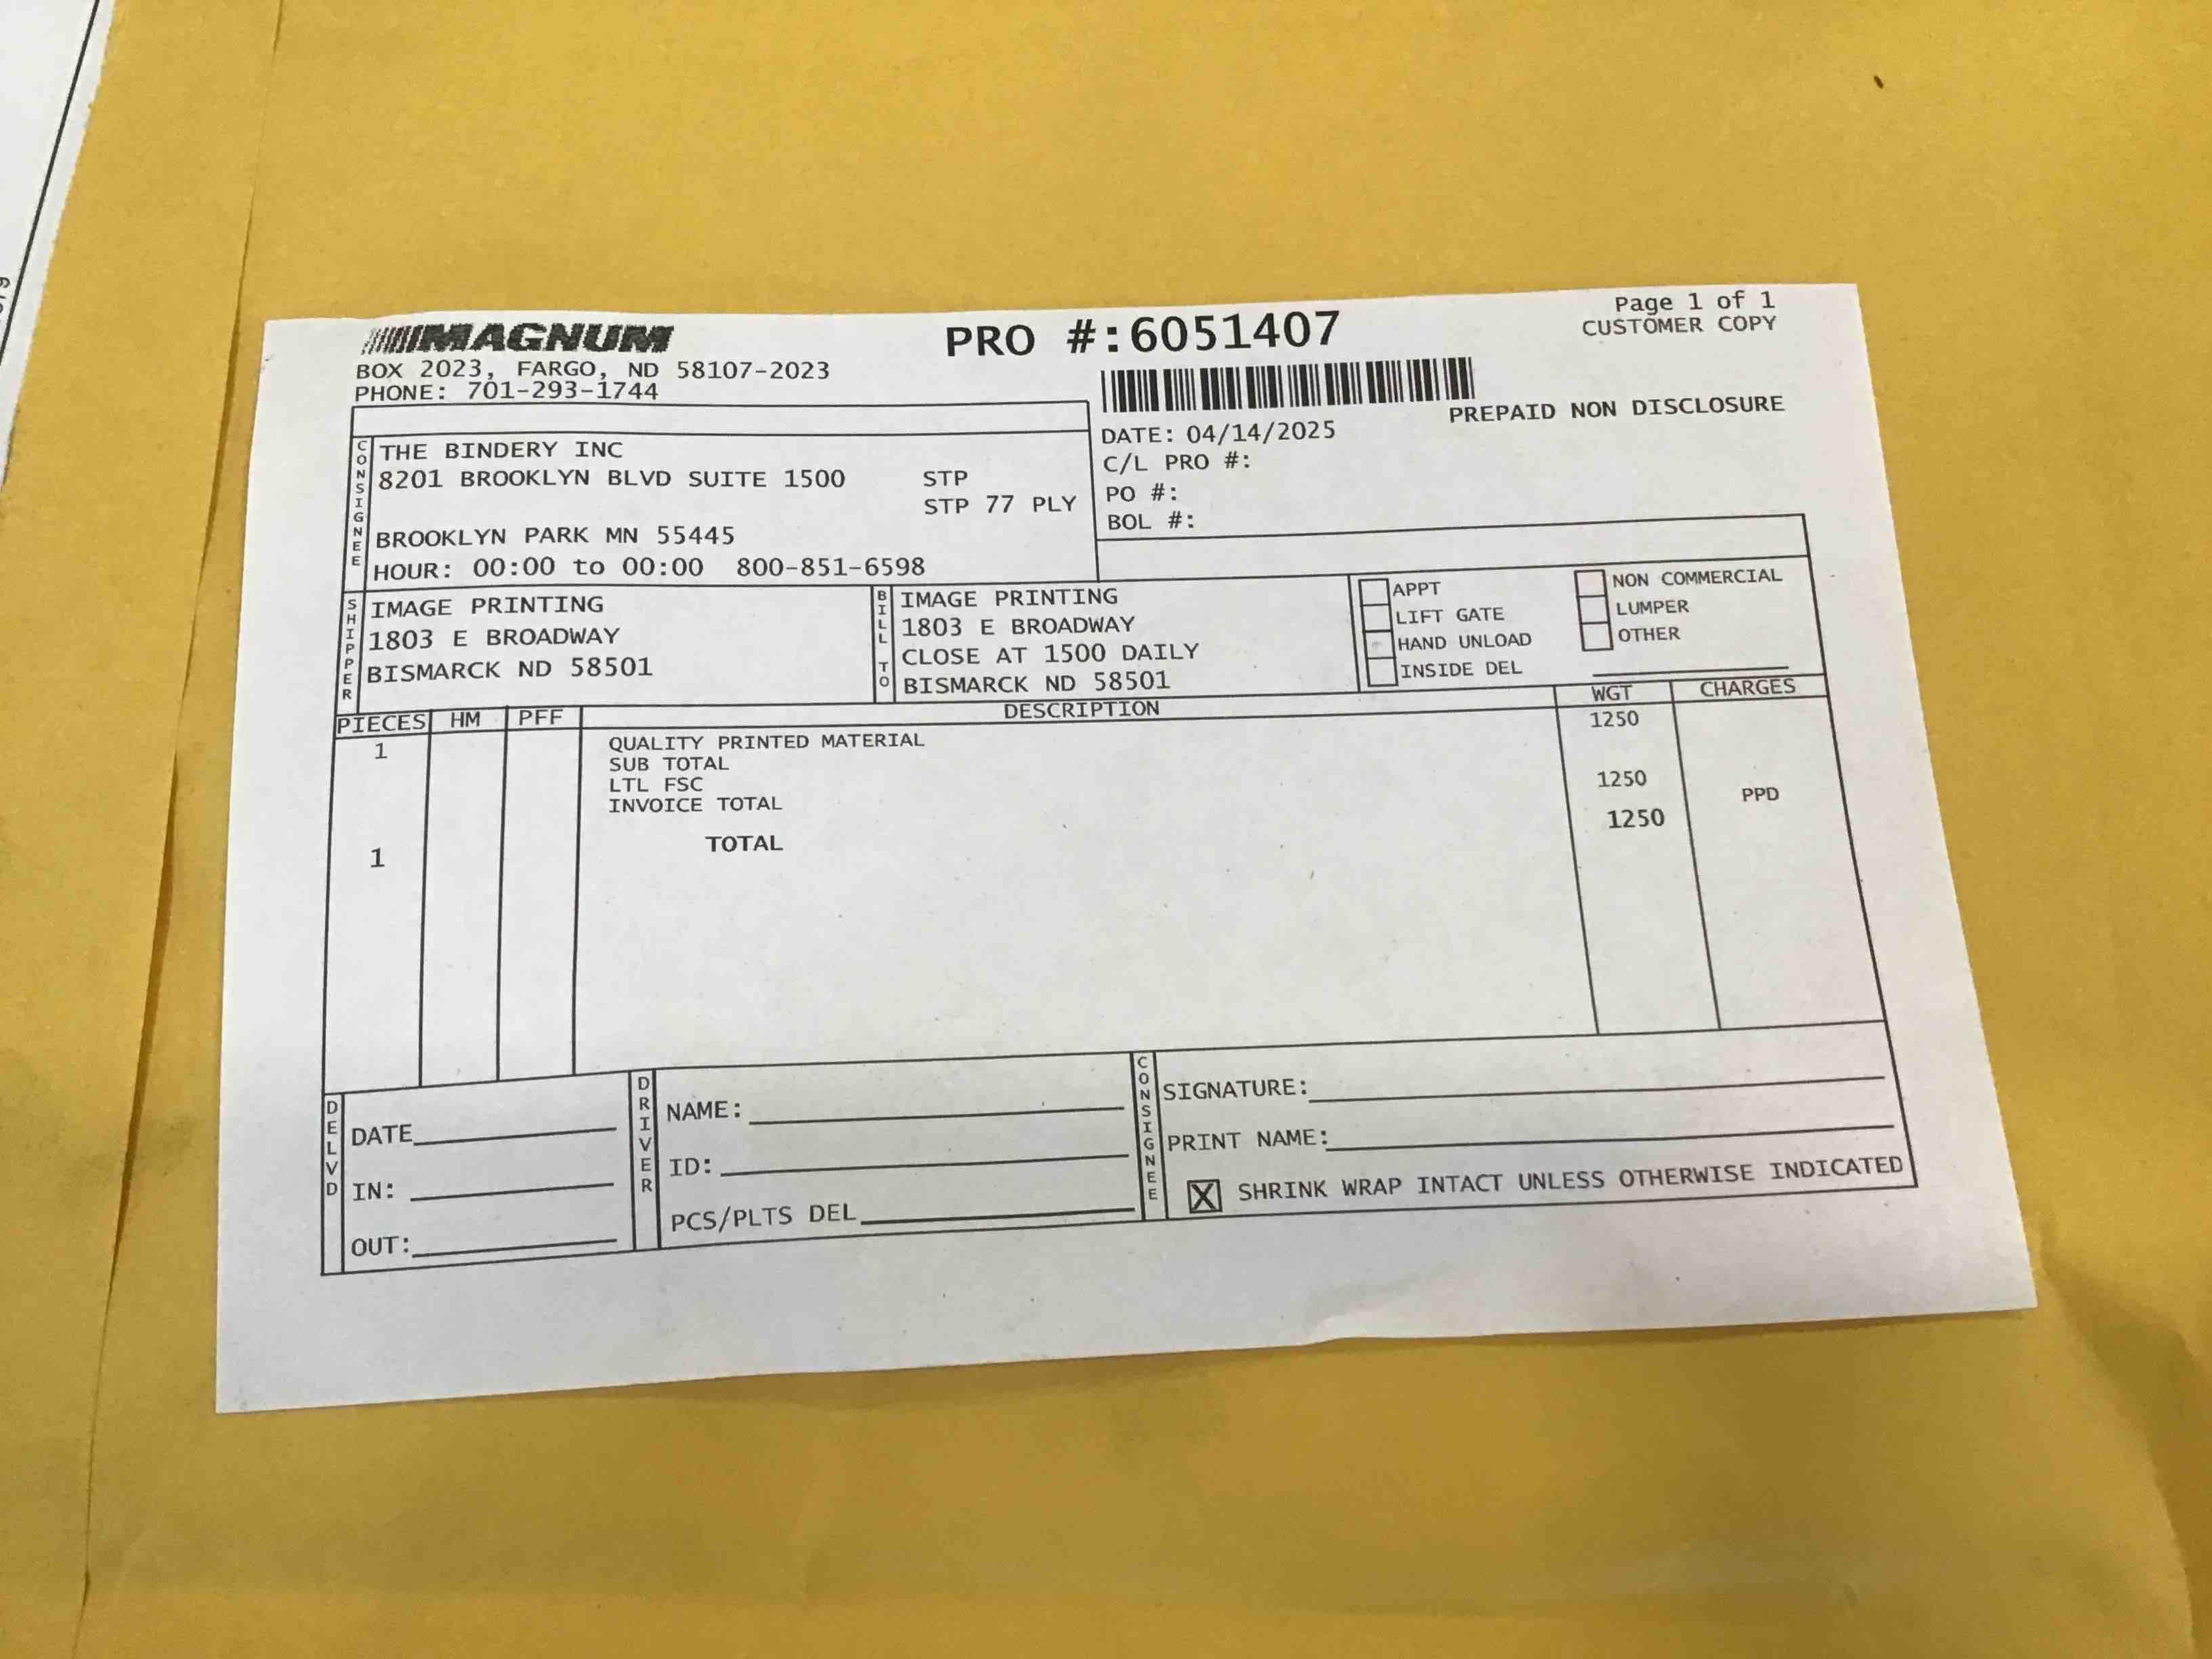 MAGNUM
BOX 2023, FARGO, ND 58107-2023
PHONE: 701-293-1744
PRO #:6051407
Page 1 of 1
CUSTOMER COPY
PREPAID NON DISCLOSURE
DATE: 04/14/2025
C/L PRO #:
PO #:
BOL #:
CONSIGNEE
THE BINDERY INC
8201 BROOKLYN BLVD SUITE 1500 STP
STP 77 PLY
BROOKLYN PARK MN 55445
HOUR: 00:00 to 00:00 800-851-6598
SHIPPER
IMAGE PRINTING
1803 E BROADWAY
BISMARCK ND 58501
BILL TO
IMAGE PRINTING
1803 E BROADWAY
CLOSE AT 1500 DAILY
BISMARCK ND 58501
APPT
LIFT GATE
HAND UNLOAD
INSIDE DEL
NON COMMERCIAL
LUMPER
OTHER
PIECES HM PFF DESCRIPTION WGT CHARGES
1 QUALITY PRINTED MATERIAL 1250
SUB TOTAL
LTL FSC 1250
INVOICE TOTAL PPD
1 TOTAL 1250
DELVD
DATE
IN:
OUT:
DRIVER
NAME:
ID:
PCS/PLTS DEL
CONSIGNEE
SIGNATURE:
PRINT NAME:
X SHRINK WRAP INTACT UNLESS OTHERWISE INDICATED